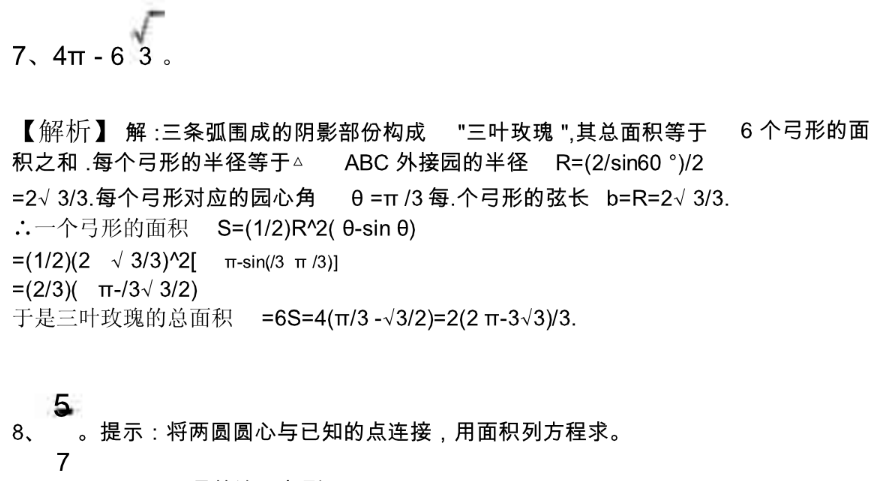 7、4π - 6√3 。
【解析】 解 :三条弧围成的阴影部份构成 "三叶玫瑰 ",其总面积等于 6 个弓形的面
积之和 .每个弓形的半径等于△ ABC 外接园的半径 R=(2/sin60 °)/2
=2√ 3/3.每个弓形对应的园心角 θ =π /3 每.个弓形的弦长 b=R=2√ 3/3.
∴一个弓形的面积 S=(1/2)R^2( θ-sin θ)
=(1/2)(2 √ 3/3)^2[ π-sin(/3 π /3)]
=(2/3)( π-/3√ 3/2)
于是三叶玫瑰的总面积 =6S=4(π/3 -√3/2)=2(2 π-3√3)/3.
5
8、 。提示：将两圆圆心与已知的点连接，用面积列方程求。
7